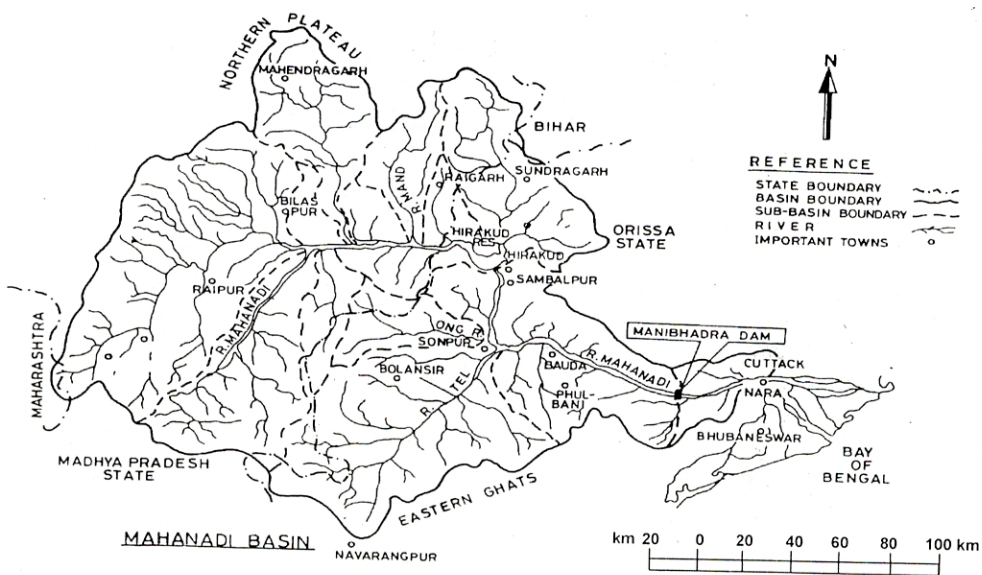 NORTHERN PLATEAU
MAHENDRAGARH
N
BIHAR
REFERENCE
STATE BOUNDARY
BASIN BOUNDARY
SUB-BASIN BOUNDARY
RIVER
IMPORTANT TOWNS
R. MAND
RAIGARH
SUNDRAGARH
BILAS
PUR
HIRAKUD
RES
ORISSA
STATE
HIRAKUD
SAMBALPUR
RAIPUR
R. MAHANADI
MAHARASHTRA
ONG R.
SONPUR
BOLANSIR
R. TEL
BAUDA
PHUL-
BANI
R. MAHANADI
MANIBHADRA DAM
CUTTACK
NARA
BHUBANESWAR
BAY
OF
BENGAL
MADHYA PRADESH
STATE
EASTERN GHATS
MAHANADI BASIN
NAVARANGPUR
km 20 0 20 40 60 80 100 km